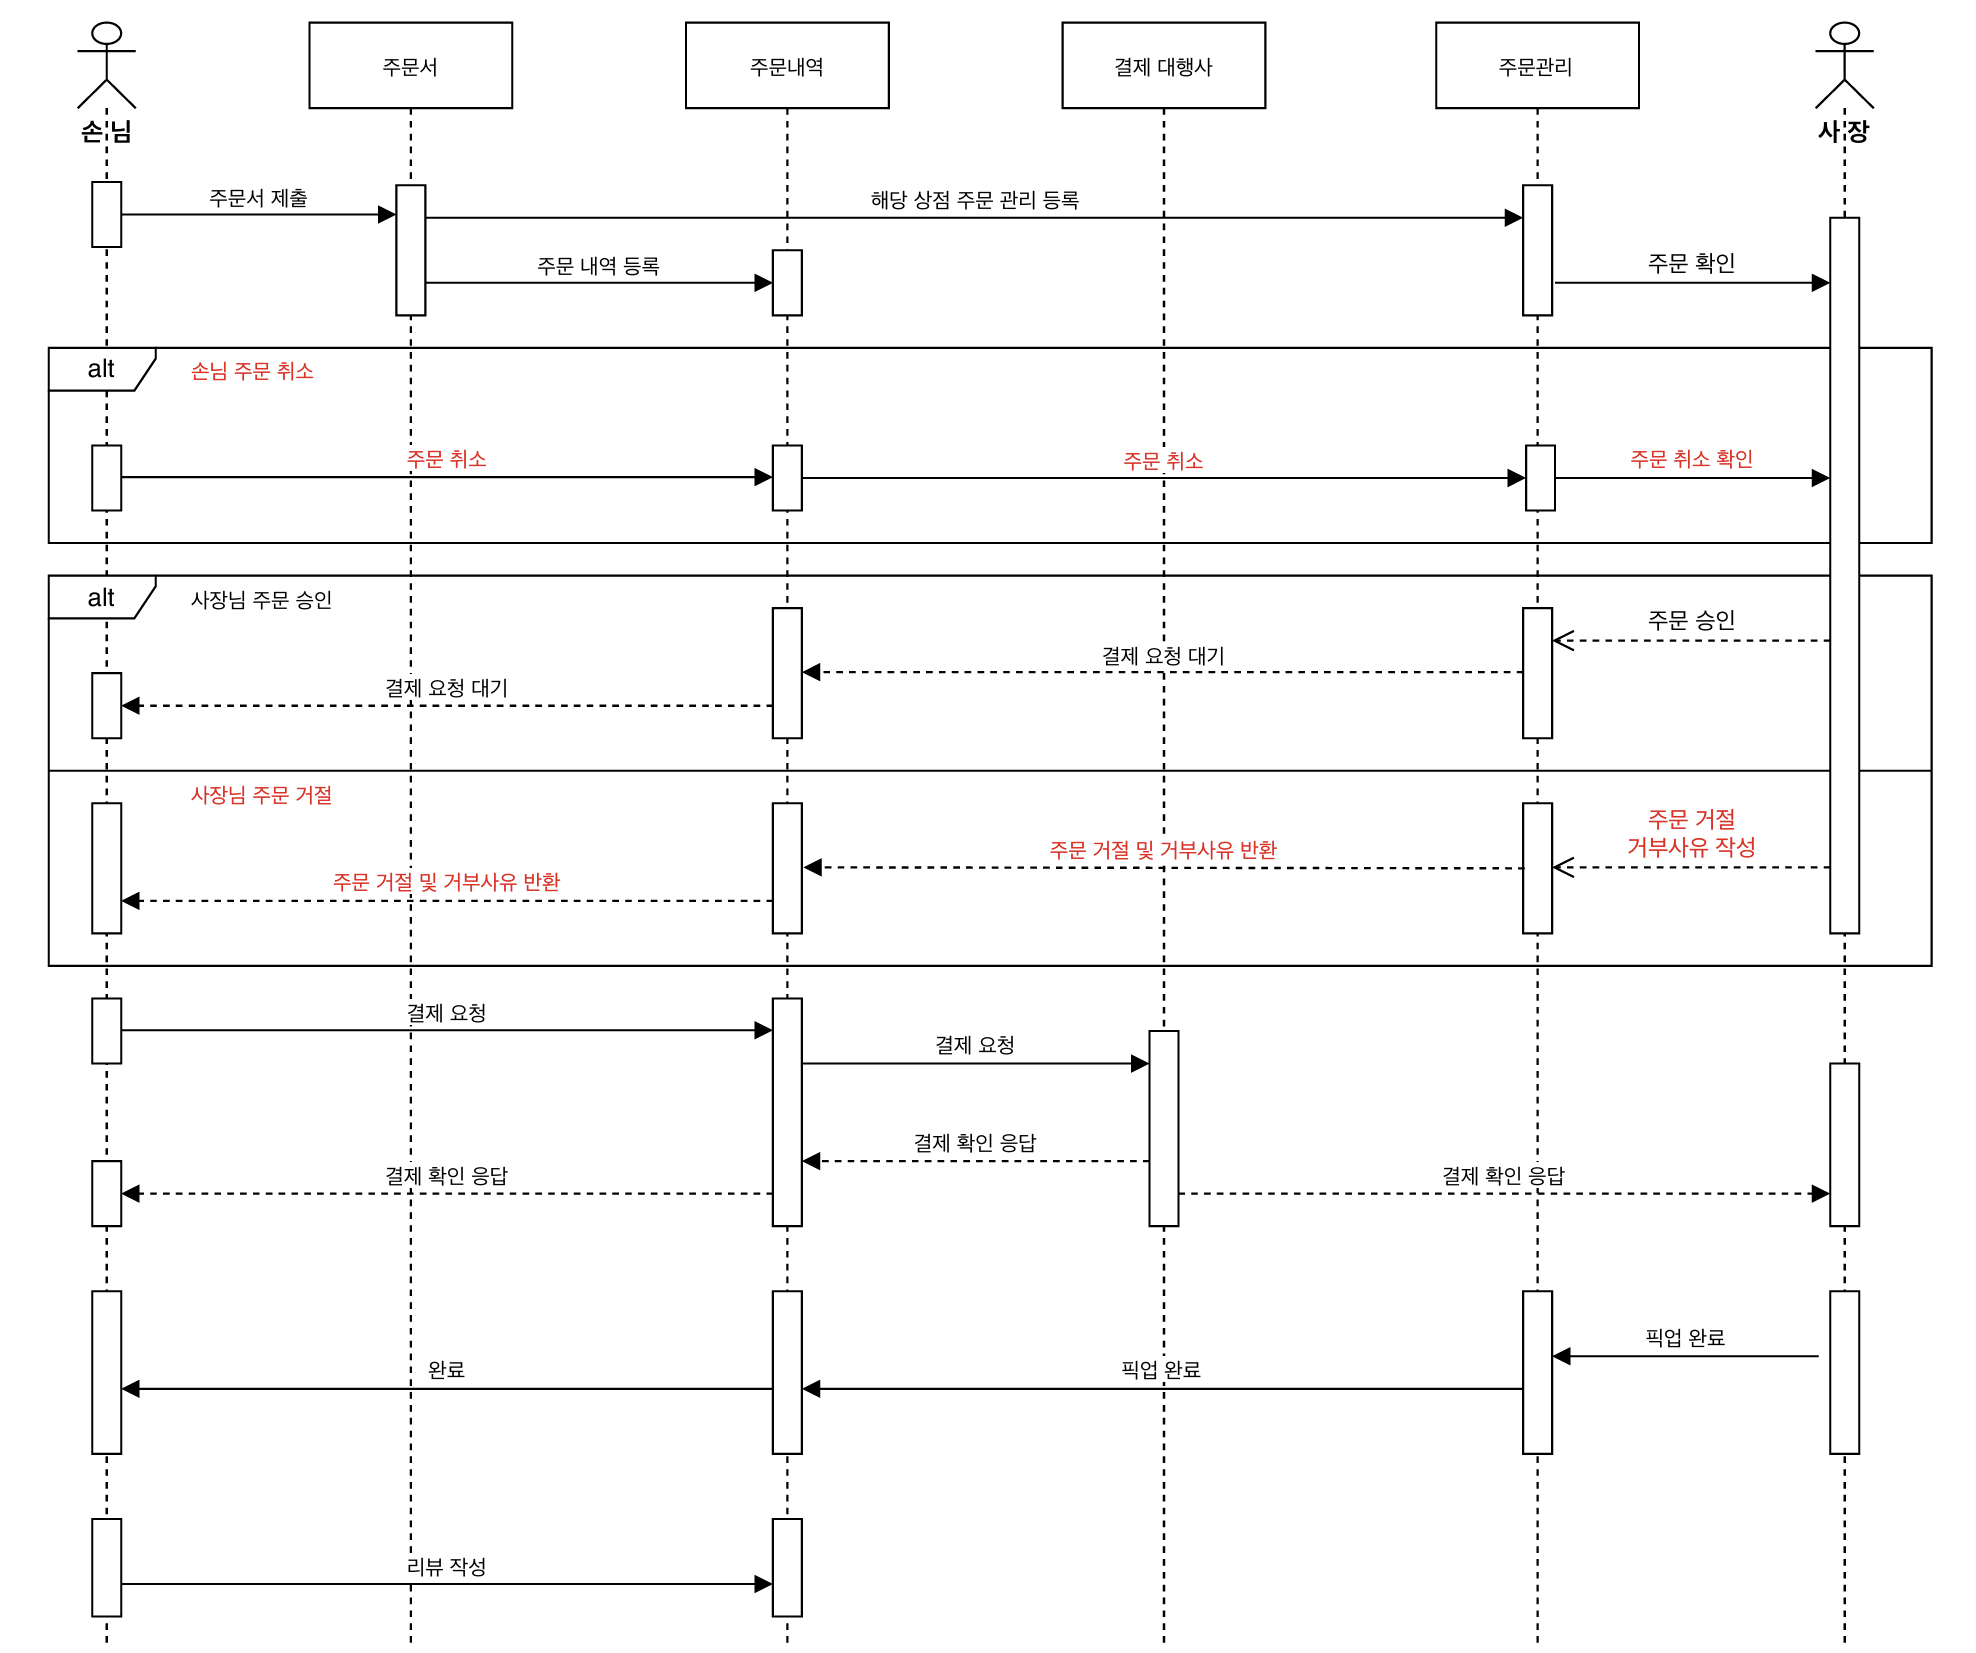 주문서
주문내역
결제 대행사
주문관리
손님
사장
주문서 제출
해당 상점 주문 관리 등록
주문 내역 등록
주문 확인
alt
손님 주문 취소
주문 취소
주문 취소
주문 취소 확인
alt
사장님 주문 승인
주문 승인
결제 요청 대기
결제 요청 대기
사장님 주문 거절
주문 거절
거부사유 작성
주문 거절 및 거부사유 반환
주문 거절 및 거부사유 반환
결제 요청
결제 요청
결제 확인 응답
결제 확인 응답
결제 확인 응답
픽업 완료
픽업 완료
완료
리뷰 작성